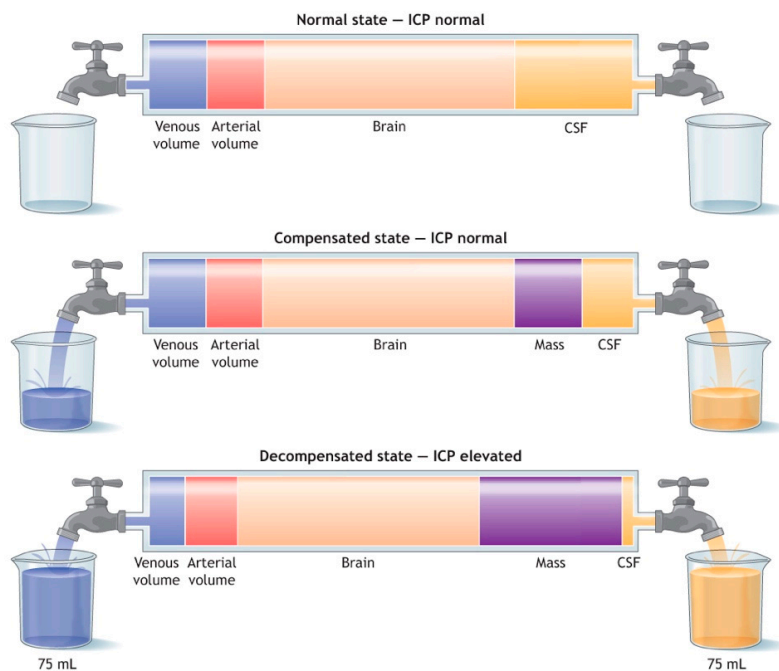 Normal state — ICP normal
Venous
volume
Arterial
volume
Brain
CSF
Compensated state — ICP normal
Venous
volume
Arterial
volume
Brain
Mass
CSF
Decompensated state — ICP elevated
Venous
volume
Arterial
volume
Brain
Mass
CSF
75 mL
75 mL